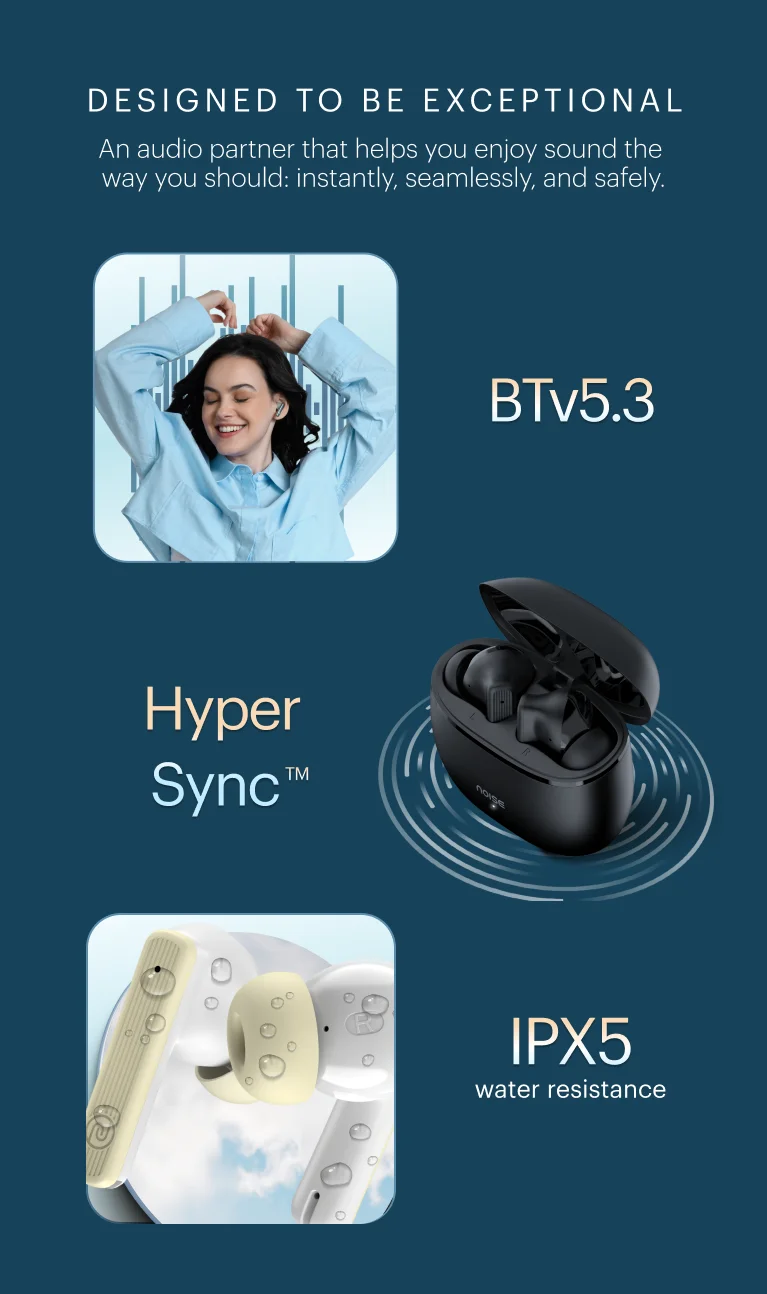 DESIGNED TO BE EXCEPTIONAL
An audio partner that helps you enjoy sound the
way you should: instantly, seamlessly, and safely.
BTv5.3
Hyper
Sync™
L
R
noise
R
IPX5
water resistance